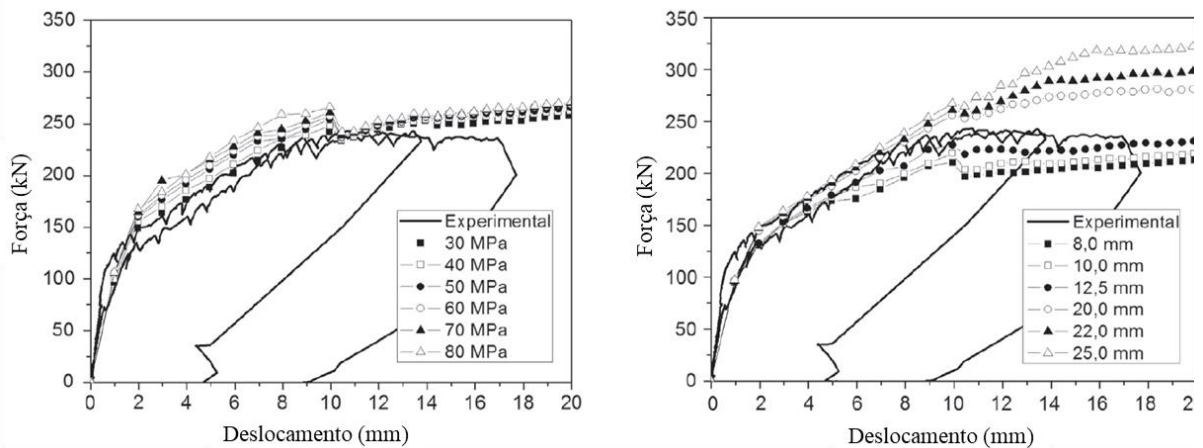 350
300
250
200
150
100
50
0
Força (kN)
Experimental
30 MPa
40 MPa
50 MPa
60 MPa
70 MPa
80 MPa
0 2 4 6 8 10 12 14 16 18 20
Deslocamento (mm)
350
300
250
200
150
100
50
0
Força (kN)
Experimental
8,0 mm
10,0 mm
12,5 mm
20,0 mm
22,0 mm
25,0 mm
0 2 4 6 8 10 12 14 16 18 20
Deslocamento (mm)